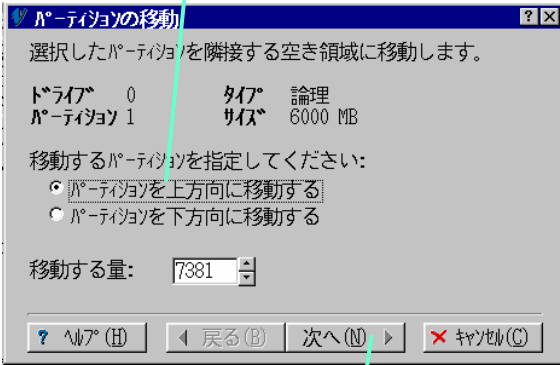 ﾊﾟｰﾃｨｼｮﾝの移動
選択したﾊﾟｰﾃｨｼｮﾝを隣接する空き領域に移動します。
ﾄﾞﾗｲﾌﾞ 0 ﾀｲﾌﾟ 論理
ﾊﾟｰﾃｨｼｮﾝ 1 ｻｲｽﾞ 6000 MB
移動するﾊﾟｰﾃｨｼｮﾝを指定してください:
ﾊﾟｰﾃｨｼｮﾝを上方向に移動する
ﾊﾟｰﾃｨｼｮﾝを下方向に移動する
移動する量: 7381
? ﾍﾙﾌﾟ(H) 戻る(B) 次へ(N) ｷｬﾝｾﾙ(C)